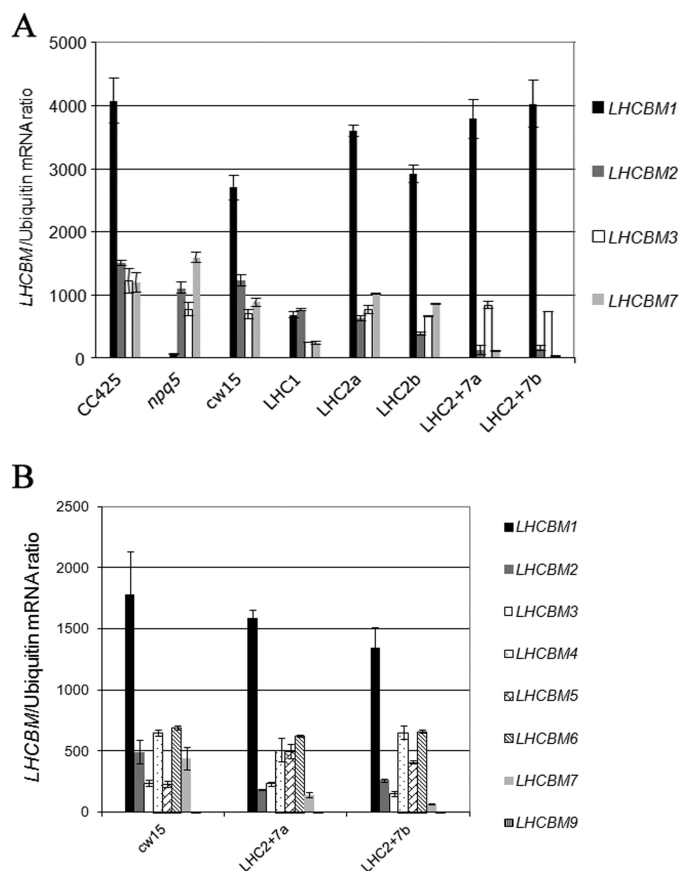 A
LHCBM/Ubiquitin mRNA ratio
5000
4000
3000
2000
1000
0
CC425
npq5
cw15
LHC1
LHC2a
LHC2b
LHC2+7a
LHC2+7b
LHCBM1
LHCBM2
LHCBM3
LHCBM7
B
LHCBM/Ubiquitin mRNA ratio
2500
2000
1500
1000
500
0
cw15
LHC2+7a
LHC2+7b
LHCBM1
LHCBM2
LHCBM3
LHCBM4
LHCBM5
LHCBM6
LHCBM7
LHCBM9